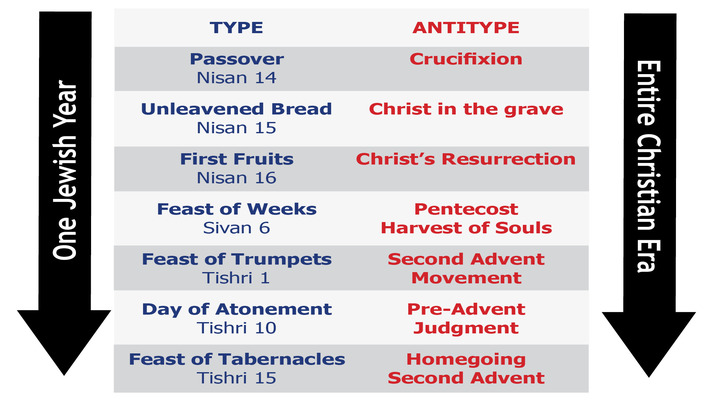 One Jewish Year
TYPE ANTITYPE
Passover Crucifixion
Nisan 14
Unleavened Bread Christ in the grave
Nisan 15
First Fruits Christ’s Resurrection
Nisan 16
Feast of Weeks Pentecost
Sivan 6 Harvest of Souls
Feast of Trumpets Second Advent
Tishri 1 Movement
Day of Atonement Pre-Advent
Tishri 10 Judgment
Feast of Tabernacles Homegoing
Tishri 15 Second Advent
Entire Christian Era